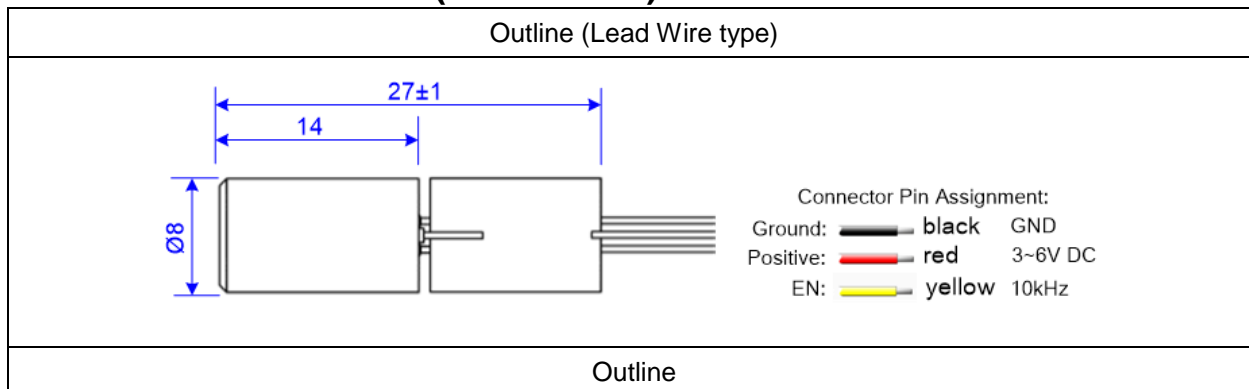 Outline (Lead Wire type)
27±1
14
Ø8
Connector Pin Assignment:
Ground: black GND
Positive: red 3~6V DC
EN: yellow 10kHz
Outline